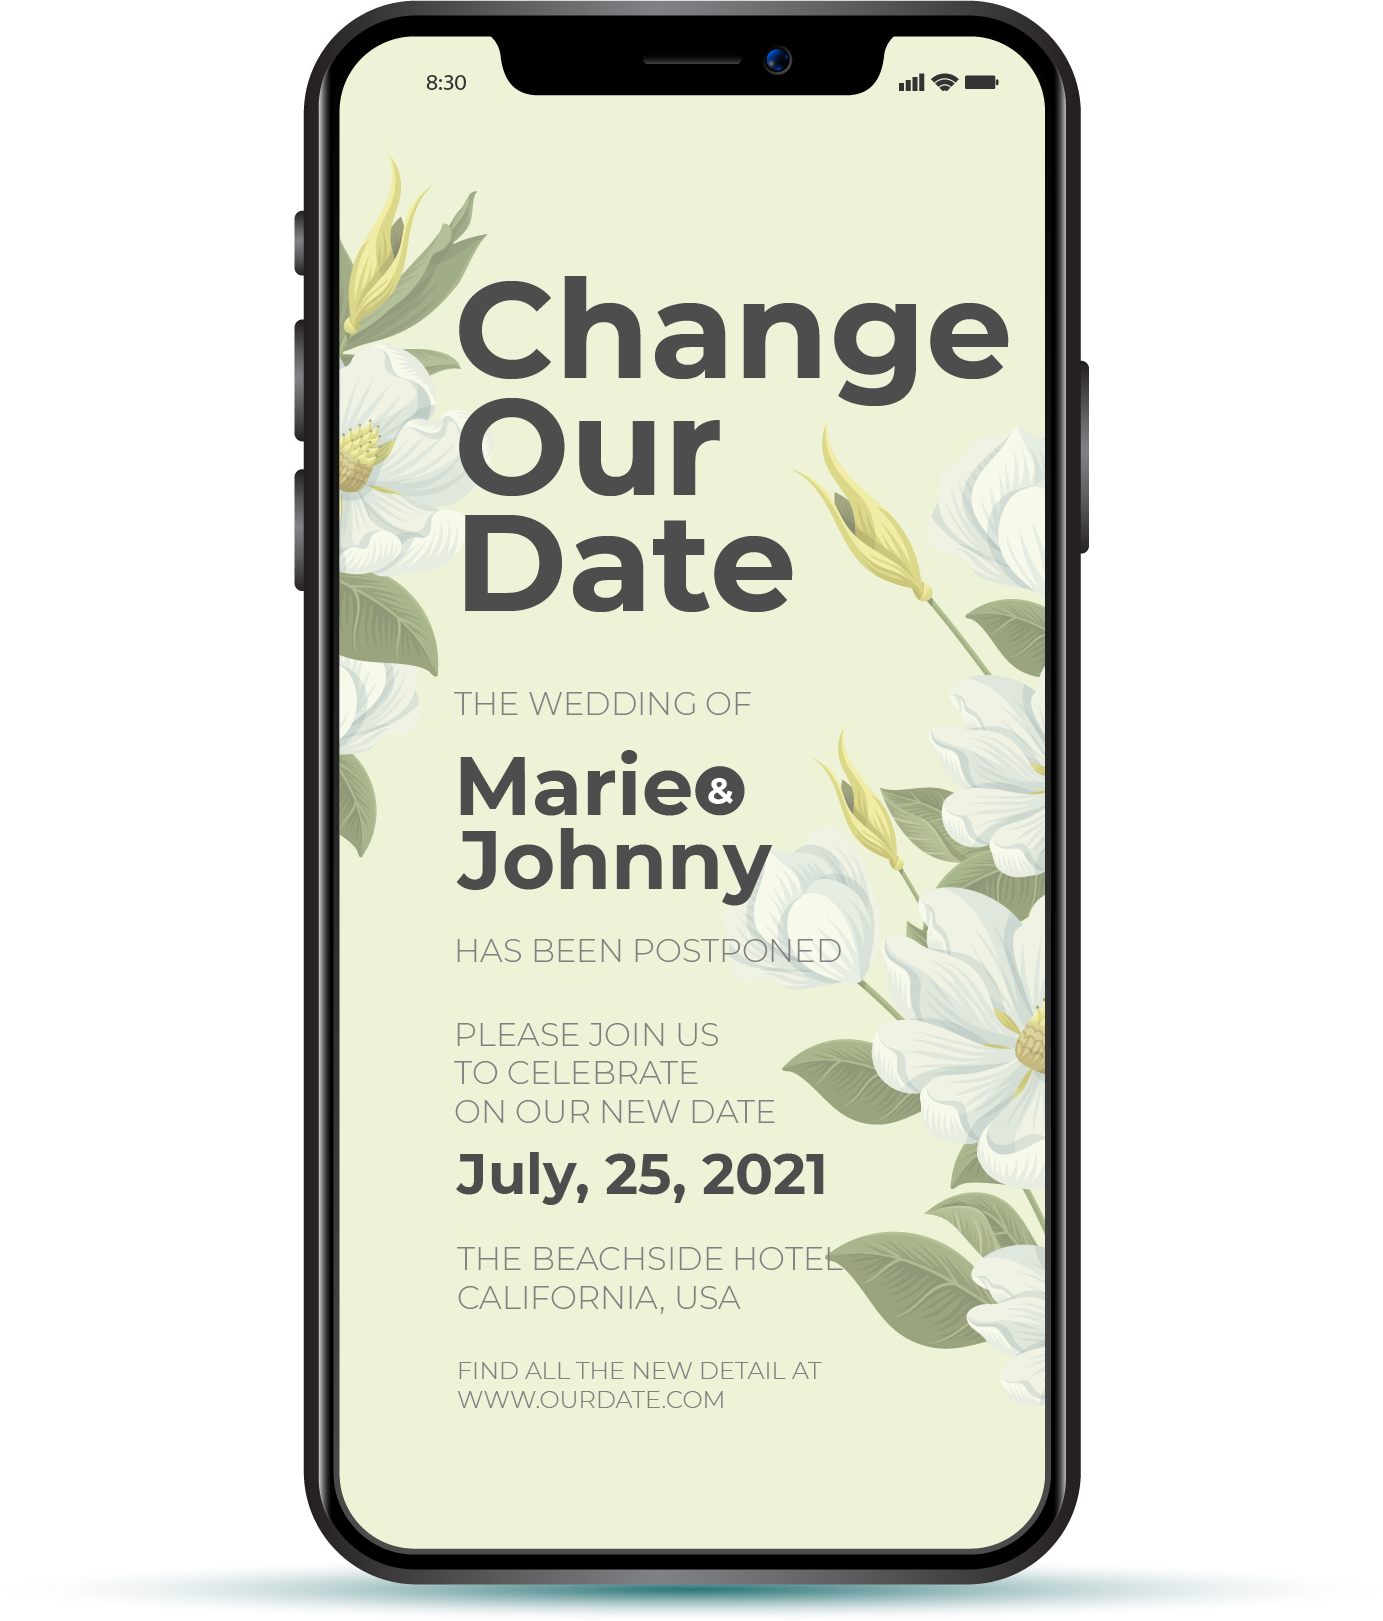 8:30
Change
Our
Date
THE WEDDING OF
Marie&
Johnny
HAS BEEN POSTPONED
PLEASE JOIN US
TO CELEBRATE
ON OUR NEW DATE
July, 25, 2021
THE BEACHSIDE HOTEL
CALIFORNIA, USA
FIND ALL THE NEW DETAIL AT
WWW.OURDATE.COM